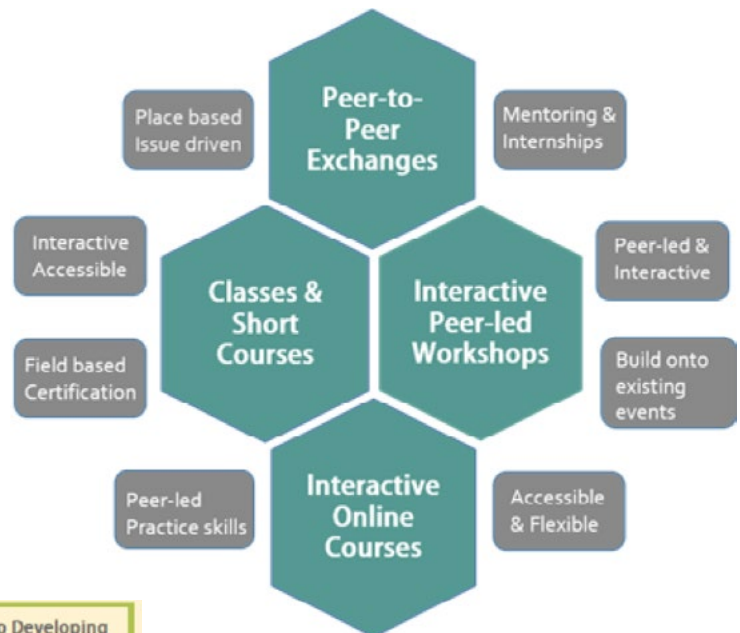 Peer-to-
Peer
Exchanges
Place based
Issue driven
Mentoring &
Internships
Interactive
Accessible
Classes &
Short
Courses
Field based
Certification
Interactive
Peer-led
Workshops
Peer-led &
Interactive
Build onto
existing
events
Peer-led
Practice skills
Interactive
Online
Courses
Accessible
& Flexible
Developing